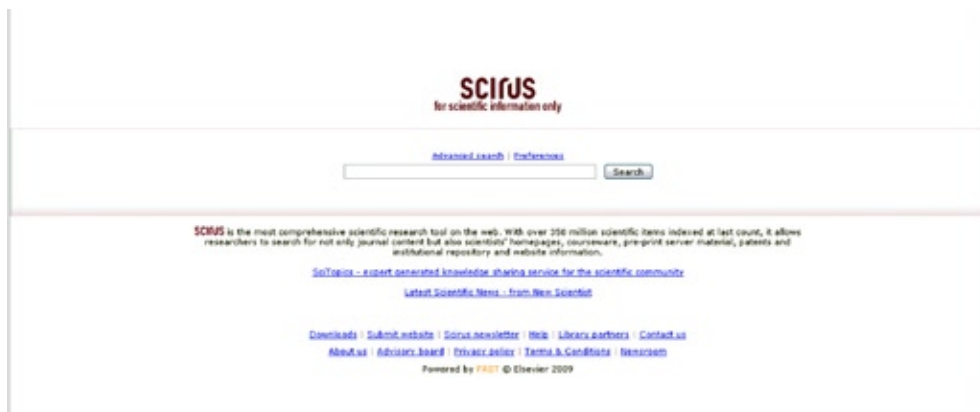 SCIRUS
for scientific information only
Advanced search | Preferences
Search
SCIRUS is the most comprehensive scientific research tool on the web. With over 350 million scientific items indexed at last count, it allows
researchers to search for not only journal content but also scientists' homepages, courseware, pre-print server material, patents and
institutional repository and website information.
SciTopics - expert generated knowledge sharing service for the scientific community
Latest Scientific News - from New Scientist
Downloads | Submit website | Scirus newsletter | Help | Library partners | Contact us
About us | Advisory board | Privacy policy | Terms & Conditions | Newsroom
Powered by FAST © Elsevier 2009